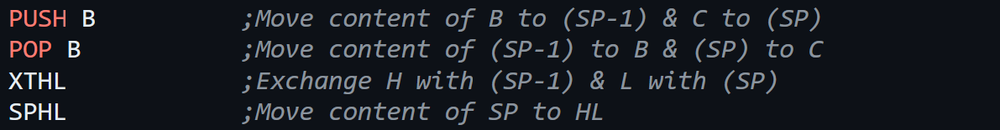 PUSH B ;Move content of B to (SP-1) & C to (SP)
POP B ;Move content of (SP-1) to B & (SP) to C
XTHL ;Exchange H with (SP-1) & L with (SP)
SPHL ;Move content of SP to HL